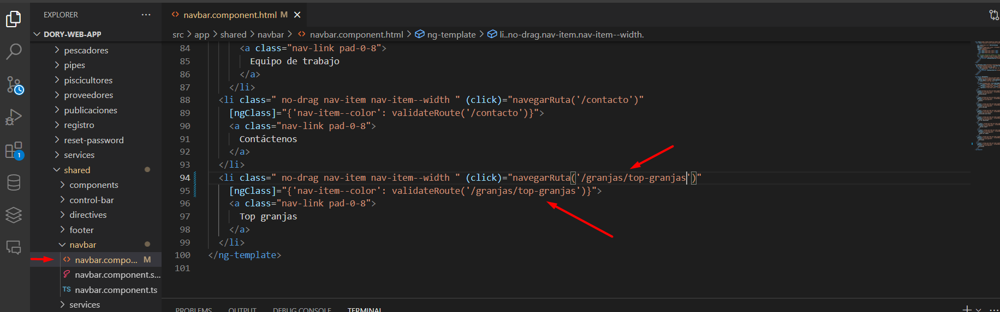 EXPLORER
DORY-WEB-APP
pescadores
pipes
piscicultores
proveedores
publicaciones
registro
reset-password
services
shared
components
control-bar
directives
footer
navbar
navbar.compo... M
navbar.component.s...
TS navbar.component.ts
services
1
navbar.component.html M
src > app > shared > navbar > navbar.component.html > ng-template > li..no-drag.nav-item.nav-item--width.
84 <a class="nav-link pad-0-8">
85 Equipo de trabajo
86 </a>
87 </li>
88 <li class=" no-drag nav-item nav-item--width " (click)="navegarRuta('/contacto')"
89 [ngClass]="{'nav-item--color': validateRoute('/contacto')}">
90 <a class="nav-link pad-0-8">
91 Contáctenos
92 </a>
93 </li>
94 <li class=" no-drag nav-item nav-item--width " (click)="navegarRuta('/granjas/top-granjas')"
95 [ngClass]="{'nav-item--color': validateRoute('/granjas/top-granjas')}">
96 <a class="nav-link pad-0-8">
97 Top granjas
98 </a>
99 </li>
100 </ng-template>
101
PROBLEMS OUTPUT DEBUG CONSOLE TERMINAL